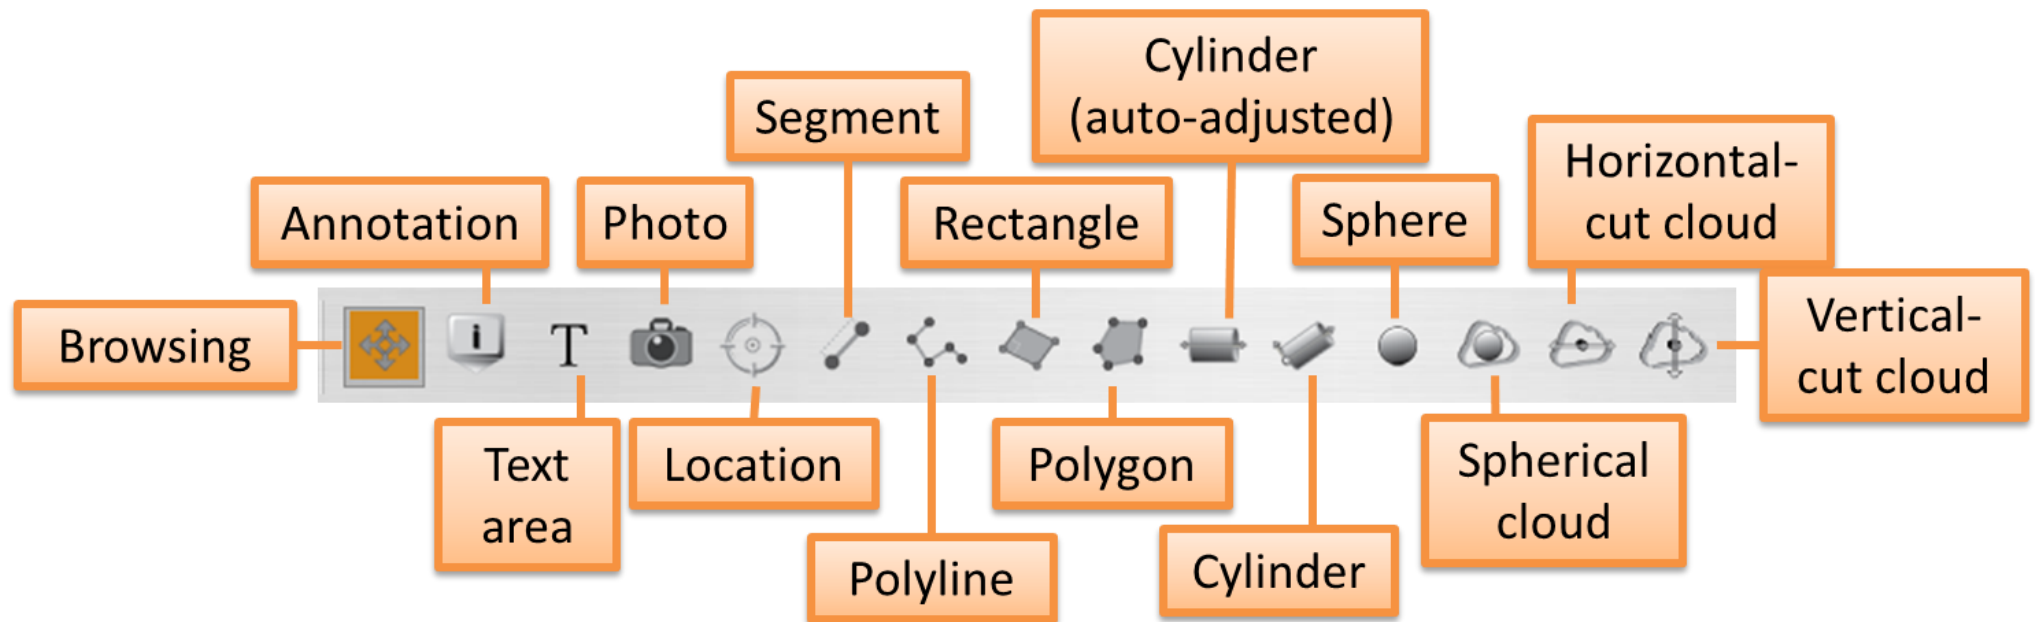 Cylinder
(auto-adjusted)
Segment
Horizontal-
cut cloud
Annotation
Photo
Rectangle
Sphere
Browsing
i
T
Vertical-
cut cloud
Text
area
Location
Polygon
Spherical
cloud
Polyline
Cylinder